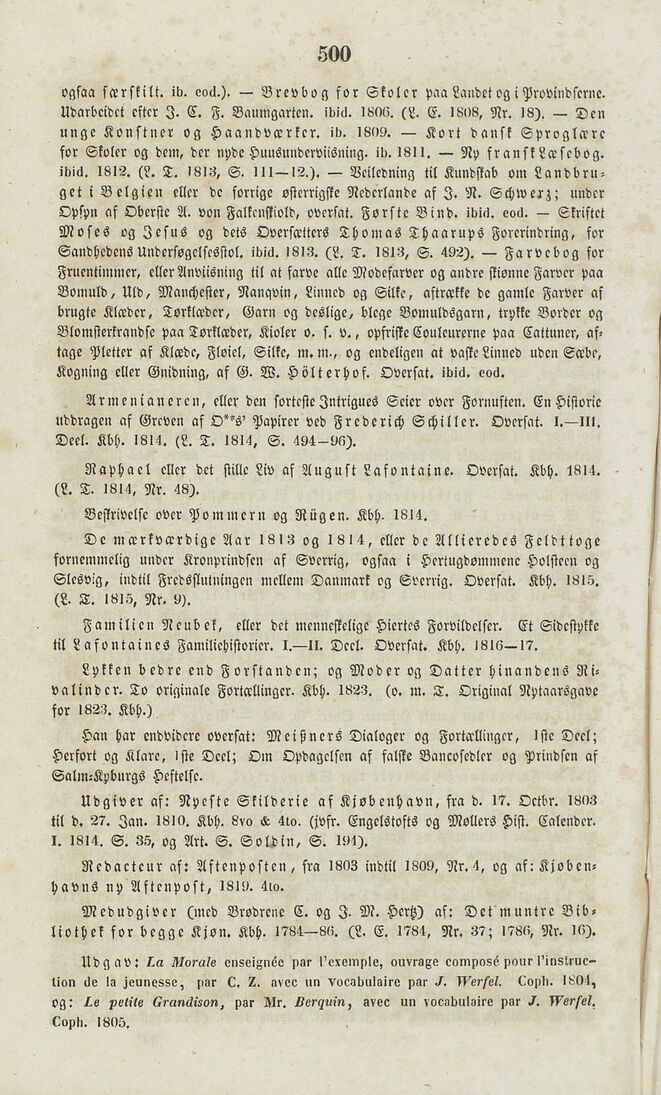 500
ogsaa særskilt. ib. eod.). — Brevbog for Skoler paa Landet og i Provindserne.
Udarbeidet efter J. C. F. Baumgarten. ibid. 1806. (L. E. 1808, Nr. 18). — Den
unge Konstner og Haandværker. ib. 1809. — Kort dansk Sproglære
for Skoler og dem, der nyde Huusunderviisning. ib. 1811. — Ny fransk Læsebog.
ibid. 1812. (L. T. 1813, S. 111—12.). — Veiledning til Kundskab om Landbru-
get i Belgien eller de forrige østerrigske Nederlande af J. N. Schwerz; under
Opsyn af Oberste A. von Falkenskiold, oversat. Første Bind. ibid. eod. — Skriftet
Moses og Jesus og dets Oversætters Thomas Thaarups Forerindring, for
Sandhedens Undersøgelsesstol. ibid. 1813. (L. T. 1813, S. 492). — Farvebog for
Fruentimmer, eller Anviisning til at farve alle Modefarver og andre skiønne Farver paa
Bomuld, Uld, Manchester, Nanqvin, Linned og Silke, aftrække de gamle Farver af
brugte Klæder, Tørklæder, Garn og deslige, blege Bomuldsgarn, trykke Border og
Blomsterkrandse paa Tørklæder, Kioler o. s. v., opfriske Couleurerne paa Cattuner, af-
tage Pletter af Klæde, Fløiel, Silke, m. m., og endeligen at vaske Linned uden Sæbe,
Kogning eller Gnidning, af G. W. Hölterhof. Oversat. ibid. eod.
Armenianeren, eller den sorteste Intrigues Seier over Fornuften. En Historie
uddragen af Greven af O**s' Papirer ved Frederich Schiller. Oversat. I.—III.
Deel. Kbh. 1814. (L. T. 1814, S. 494—96).
Raphael eller det stille Liv af August Lafontaine. Oversat. Kbh. 1814.
(L. T. 1814, Nr. 48).
Beskrivelse over Pommern og Rügen. Kbh. 1814.
De mærkværdige Aar 1813 og 1814, eller de Allieredes Felttoge
fornemmelig under Kronprindsen af Sverrig, ogsaa i Hertugdømmene Holsteen og
Slesvig, indtil Fredsslutningen mellem Danmark og Sverrig. Oversat. Kbh. 1815.
(L. T. 1815, Nr. 9).
Familien Neubek, eller det menneskelige Hiertes Forvildelser. Et Sidestykke
til Lafontaines Familiehistorier. I.—II. Deel. Oversat. Kbh. 1816—17.
Lykken bedre end Forstanden; og Moder og Datter hinandens Ri-
valinder. To originale Fortællinger. Kbh. 1823. (o. m. T. Original Nytaarsgave
for 1823. Kbh.)
Han har endvidere oversat: Meißners Dialoger og Fortællinger, 1ste Deel;
Herfort og Klare, 1ste Deel; Om Opdagelsen af falske Bancosedler og Prindsen af
Salm-Kyburgs Heftelse.
Udgiver af: Nyeste Skilderie af Kjøbenhavn, fra d. 17. Octbr. 1803
til d. 27. Jan. 1810. Kbh. 8vo & 4to. (jvfr. Engelstofts og Møllers Hist. Calender.
I. 1814. S. 35, og Art. S. Soldin, S. 194).
Redacteur af: Aftenposten, fra 1803 indtil 1809, Nr. 4, og af: Kjøben-
havns ny Aftenpost, 1819. 4to.
Medudgiver (med Brødrene C. og J. M. Hertz) af: Det muntre Bib-
liothek for begge Kjøn. Kbh. 1784—86. (L. E. 1784, Nr. 37; 1786, Nr. 16).
Udgav: La Morale enseignée par l'exemple, ouvrage composé pour l'instruc-
tion de la jeunesse, par C. Z. avec un vocabulaire par J. Werfel. Coph. 1804,
og: Le petite Grandison, par Mr. Berquin, avec un vocabulaire par J. Werfel.
Coph. 1805.